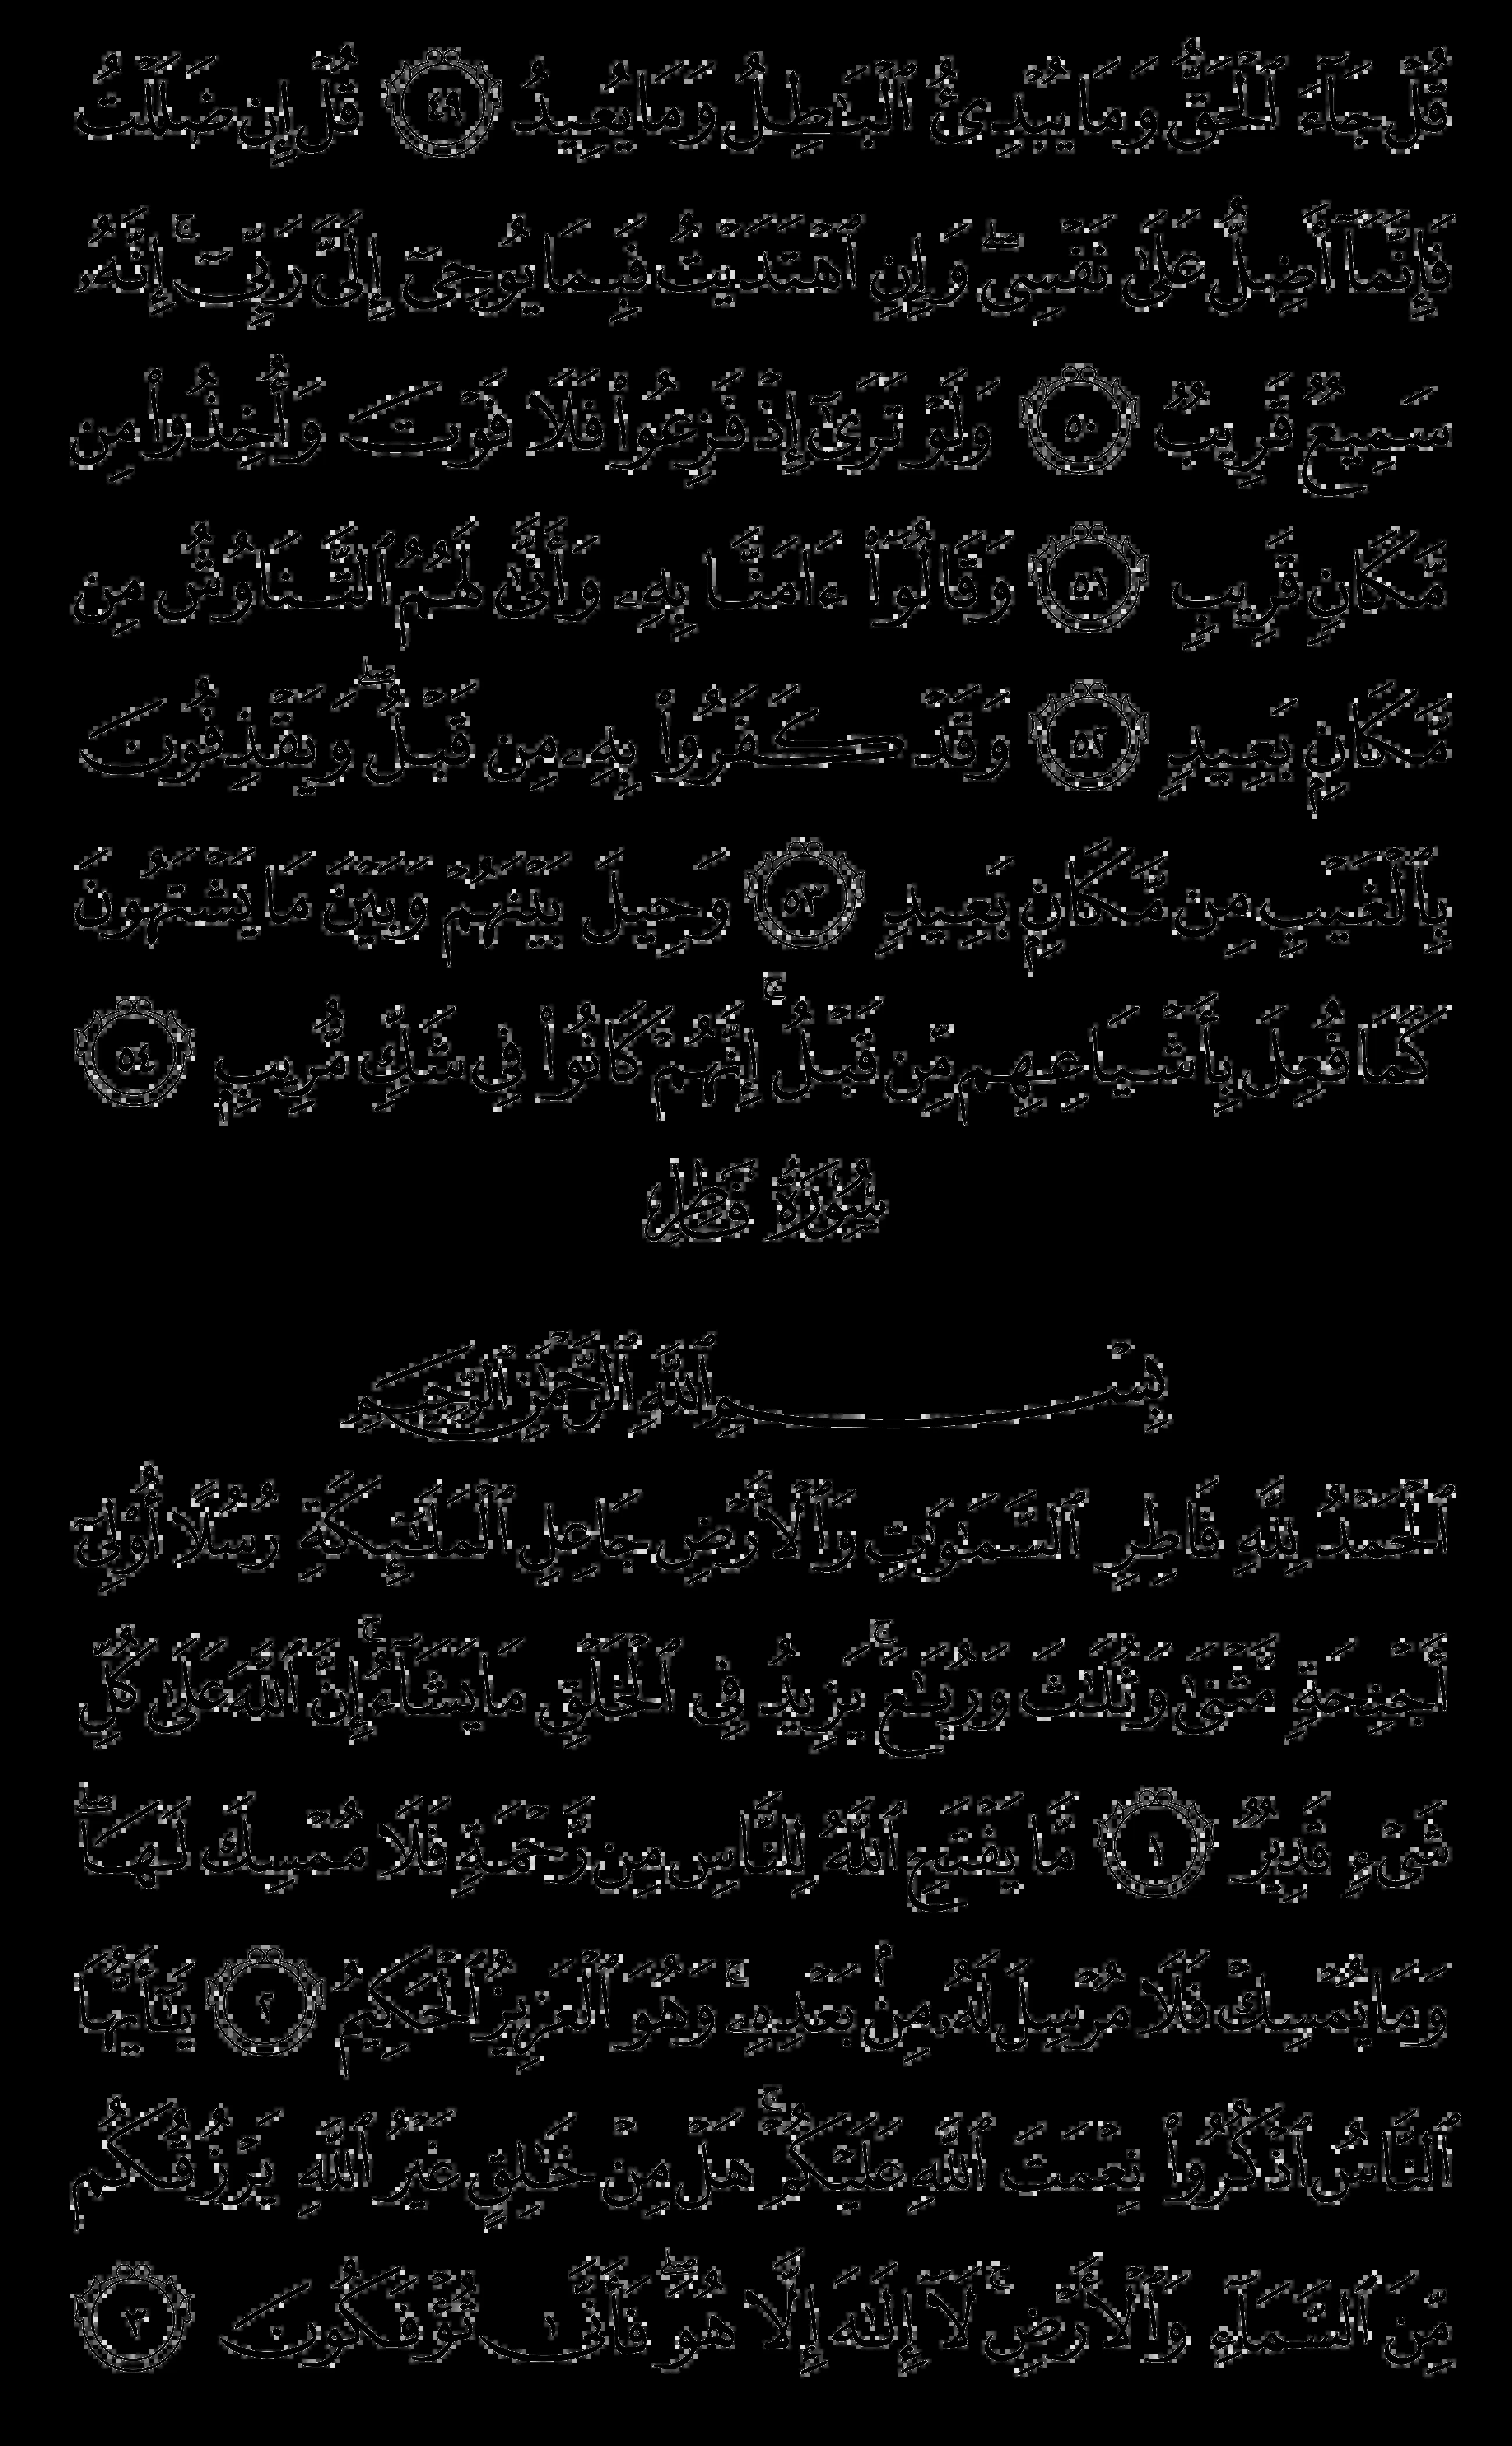 قُلْ جَآءَ ٱلْحَقُّ وَمَا يُبْدِئُ ٱلْبَـٰطِلُ وَمَا يُعِيدُ ٤٩ قُلْ إِن ضَلَلْتُ
فَإِنَّمَآ أَضِلُّ عَلَىٰ نَفْسِى ۖ وَإِنِ ٱهْتَدَيْتُ فَبِمَا يُوحِىٓ إِلَىَّ رَبِّىٓ ۚ إِنَّهُۥ
سَمِيعٌ قَرِيبٌ ٥٠ وَلَوْ تَرَىٰٓ إِذْ فَزِعُوا۟ فَلَا فَوْتَ وَأُخِذُوا۟ مِن
مَّكَانٍ قَرِيبٍ ٥١ وَقَالُوٓا۟ ءَامَنَّا بِهِۦ وَأَنَّىٰ لَهُمُ ٱلتَّنَاوُشُ مِن
مَّكَانٍۭ بَعِيدٍ ٥٢ وَقَدْ كَفَرُوا۟ بِهِۦ مِن قَبْلُ ۖ وَيَقْذِفُونَ
بِٱلْغَيْبِ مِن مَّكَانٍۭ بَعِيدٍ ٥٣ وَحِيلَ بَيْنَهُمْ وَبَيْنَ مَا يَشْتَهُونَ
كَمَا فُعِلَ بِأَشْيَاعِهِم مِّن قَبْلُ ۚ إِنَّهُمْ كَانُوا۟ فِى شَكٍّ مُّرِيبٍۭ ٥٤
سُورَةُ فَاطِرٍ
بِسْمِ ٱللَّهِ ٱلرَّحْمَـٰنِ ٱلرَّحِيمِ
ٱلْحَمْدُ لِلَّهِ فَاطِرِ ٱلسَّمَـٰوَٰتِ وَٱلْأَرْضِ جَاعِلِ ٱلْمَلَـٰٓئِكَةِ رُسُلًا أُو۟لِىٓ
أَجْنِحَةٍ مَّثْنَىٰ وَثُلَـٰثَ وَرُبَـٰعَ ۚ يَزِيدُ فِى ٱلْخَلْقِ مَا يَشَآءُ ۚ إِنَّ ٱللَّهَ عَلَىٰ كُلِّ
شَىْءٍ قَدِيرٌ ١ مَّا يَفْتَحِ ٱللَّهُ لِلنَّاسِ مِن رَّحْمَةٍ فَلَا مُمْسِكَ لَهَا ۖ
وَمَا يُمْسِكْ فَلَا مُرْسِلَ لَهُۥ مِنۢ بَعْدِهِۦ ۚ وَهُوَ ٱلْعَزِيزُ ٱلْحَكِيمُ ٢ يَـٰٓأَيُّهَا
ٱلنَّاسُ ٱذْكُرُوا۟ نِعْمَتَ ٱللَّهِ عَلَيْكُمْ ۚ هَلْ مِنْ خَـٰلِقٍ غَيْرُ ٱللَّهِ يَرْزُقُكُم
مِّنَ ٱلسَّمَآءِ وَٱلْأَرْضِ ۚ لَآ إِلَـٰهَ إِلَّا هُوَ ۖ فَأَنَّىٰ تُؤْفَكُونَ ٣